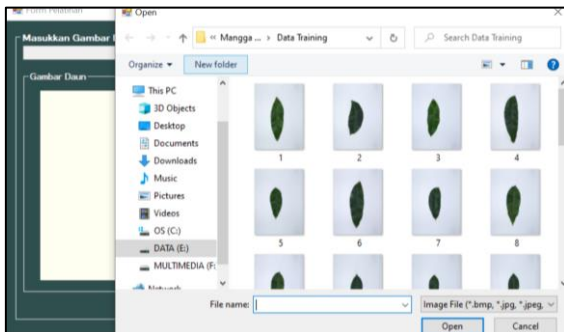 Form Pelatihan
Masukkan Gambar
Gambar Daun
Open
« Mangga ... > Data Training
Search Data Training
Organize
New folder
This PC
3D Objects
Desktop
Documents
Downloads
Music
Pictures
Videos
OS (C:)
DATA (E:)
MULTIMEDIA (F:
Network
1
2
3
4
5
6
7
8
File name:
Image File (*.bmp, *.jpg, *.jpeg,
Open
Cancel